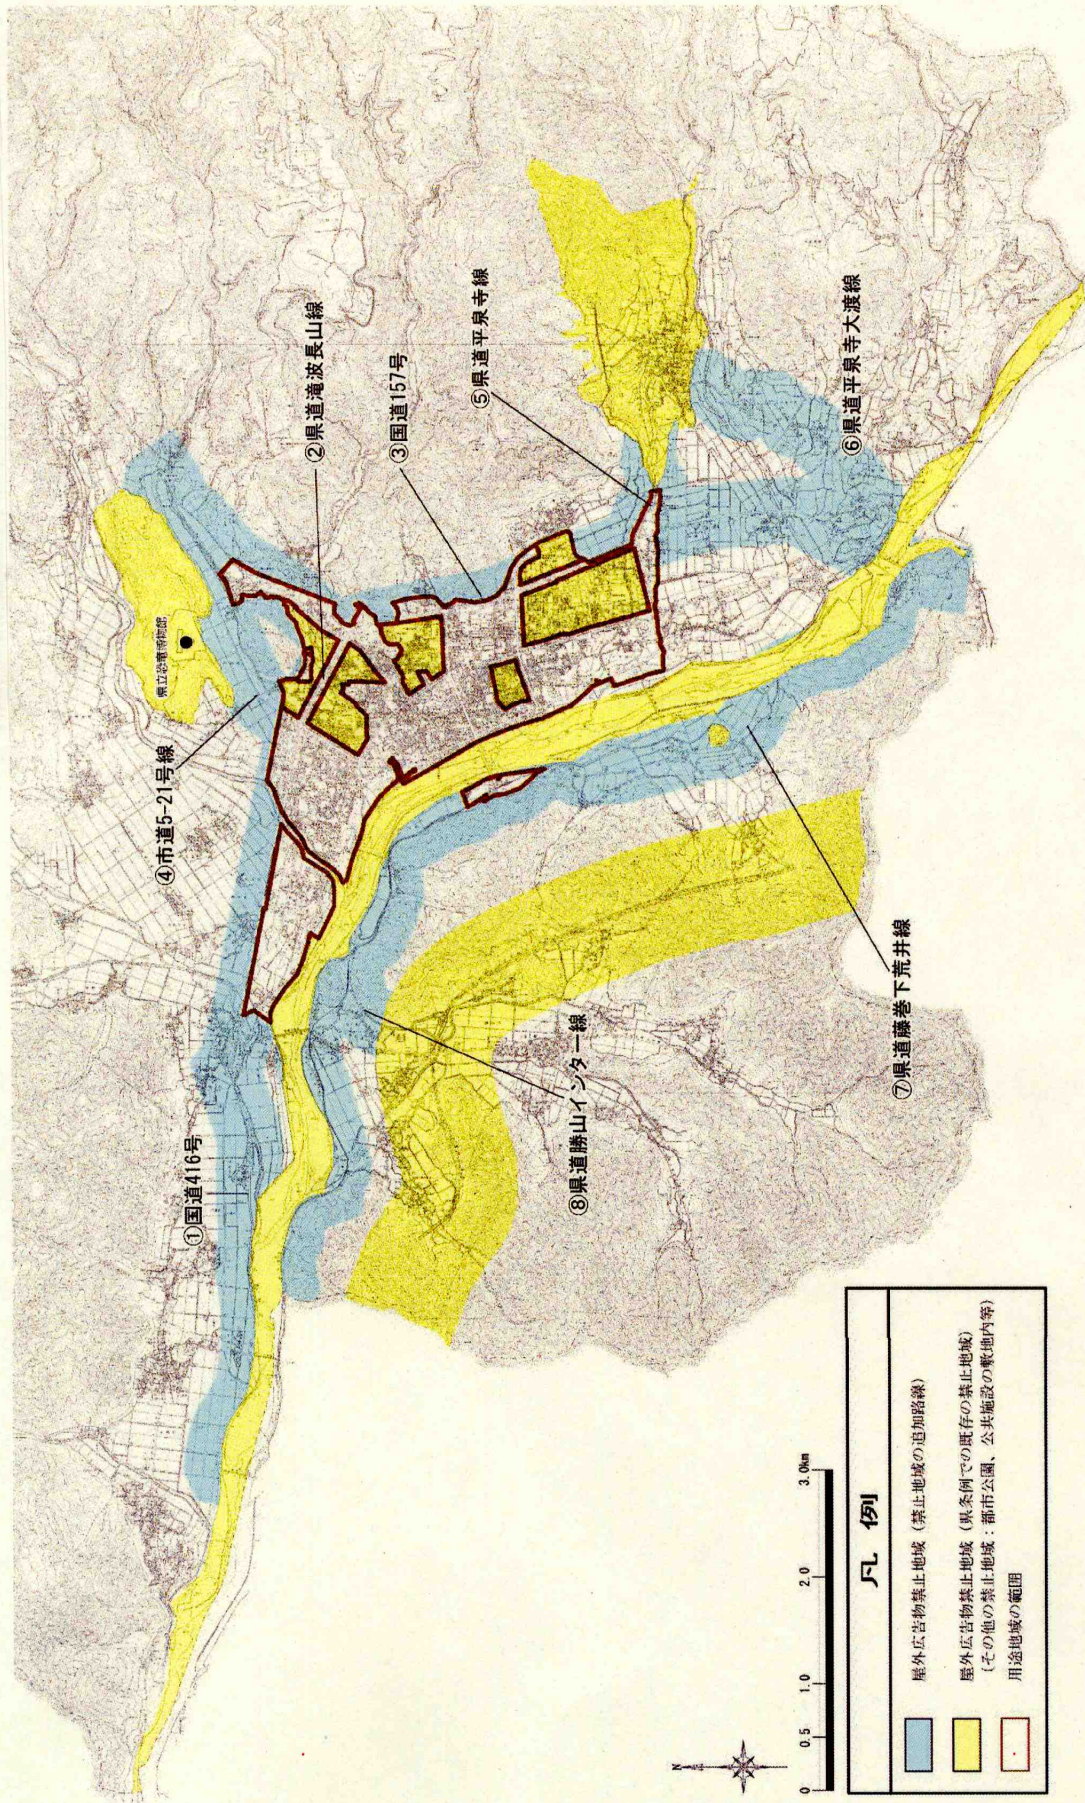 ①国道416号
②県道滝波長山線
③国道157号
④市道5-21号線
⑤県道平泉寺線
⑥県道平泉寺大渡線
⑦県道藤巻下荒井線
⑧県道勝山インター線
県立恐竜博物館
N
0 0.5 1.0 2.0 3.0km
凡 例
屋外広告物禁止地域（禁止地域の追加路線）
屋外広告物禁止地域（県条例での既存の禁止地域）
（その他の禁止地域：都市公園、公共施設の敷地内等）
用途地域の範囲